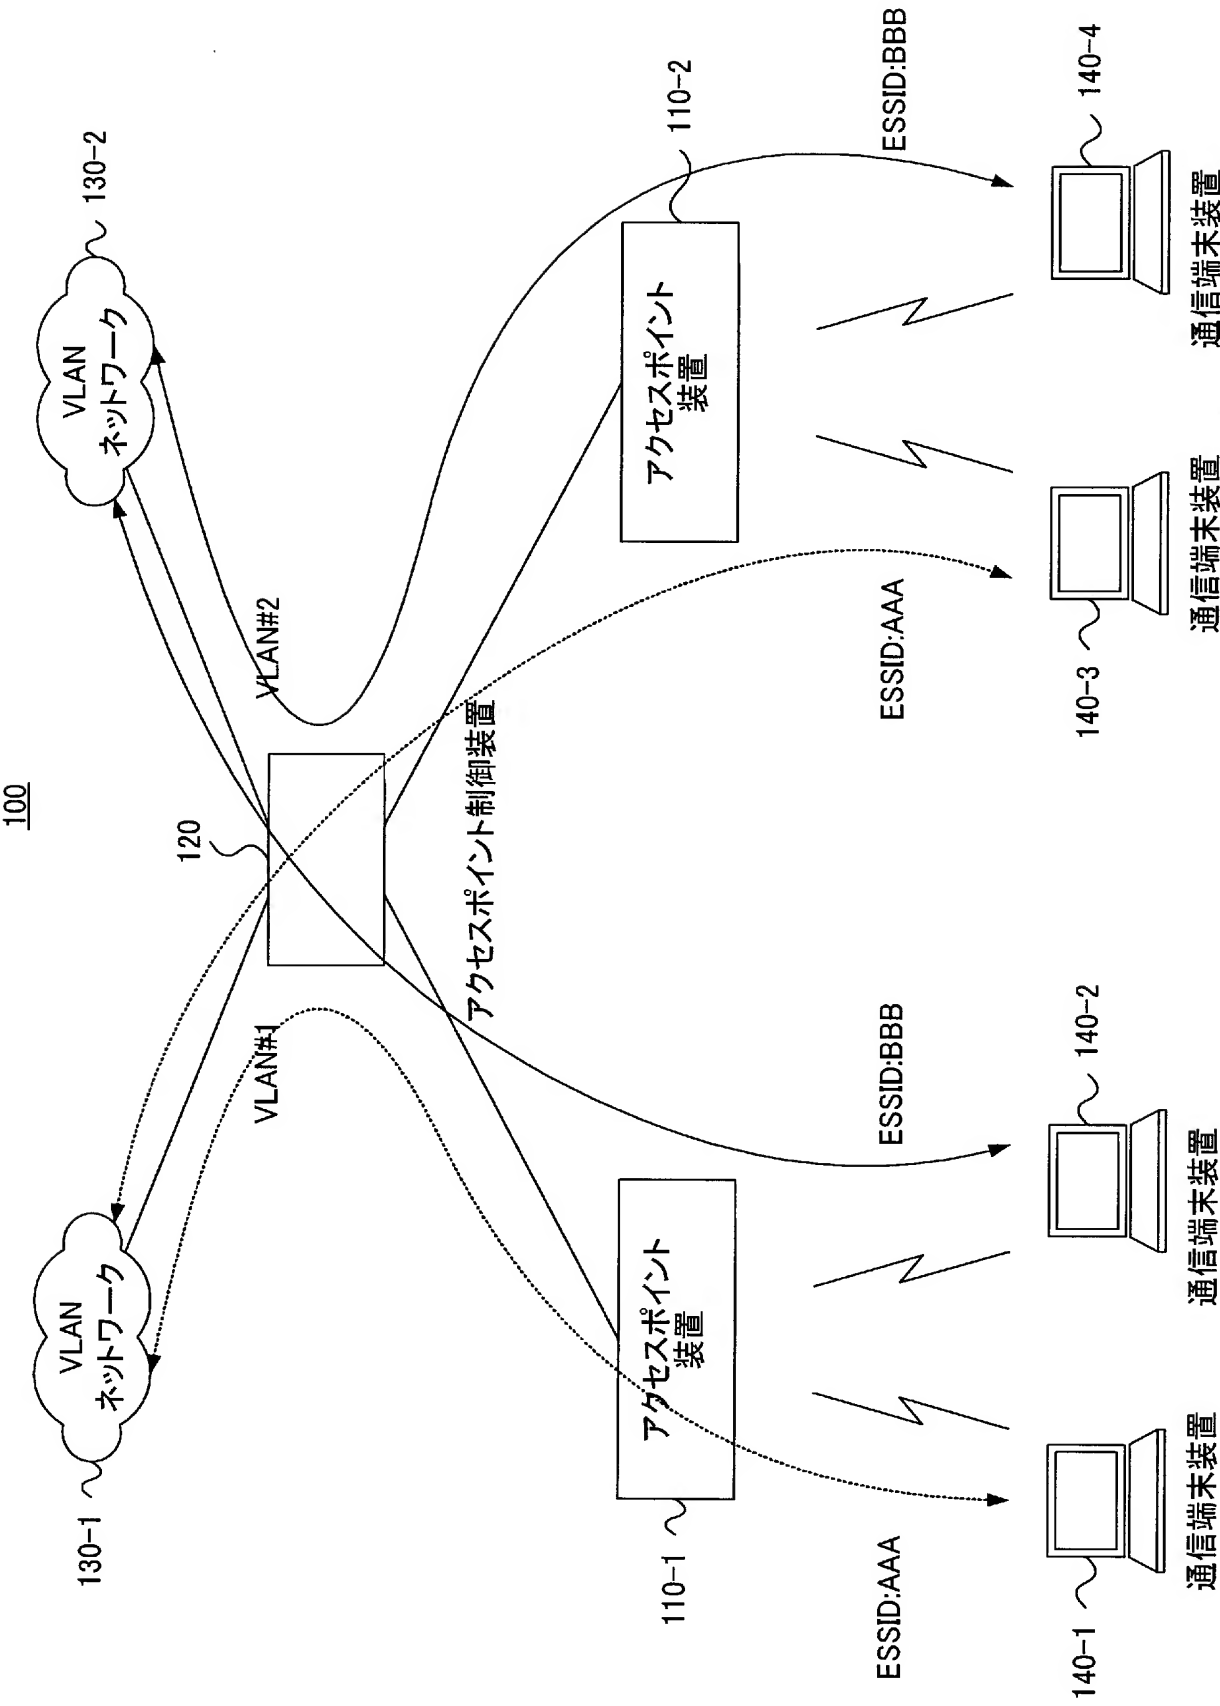 100
130-1
VLAN
ネットワーク
130-2
VLAN
ネットワーク
120
VLAN#1
VLAN#2
アクセスポイント制御装置
110-1
アクセスポイント
装置
110-2
アクセスポイント
装置
ESSID:AAA
ESSID:BBB
ESSID:AAA
ESSID:BBB
140-1
140-2
140-3
140-4
通信端末装置
通信端末装置
通信端末装置
通信端末装置